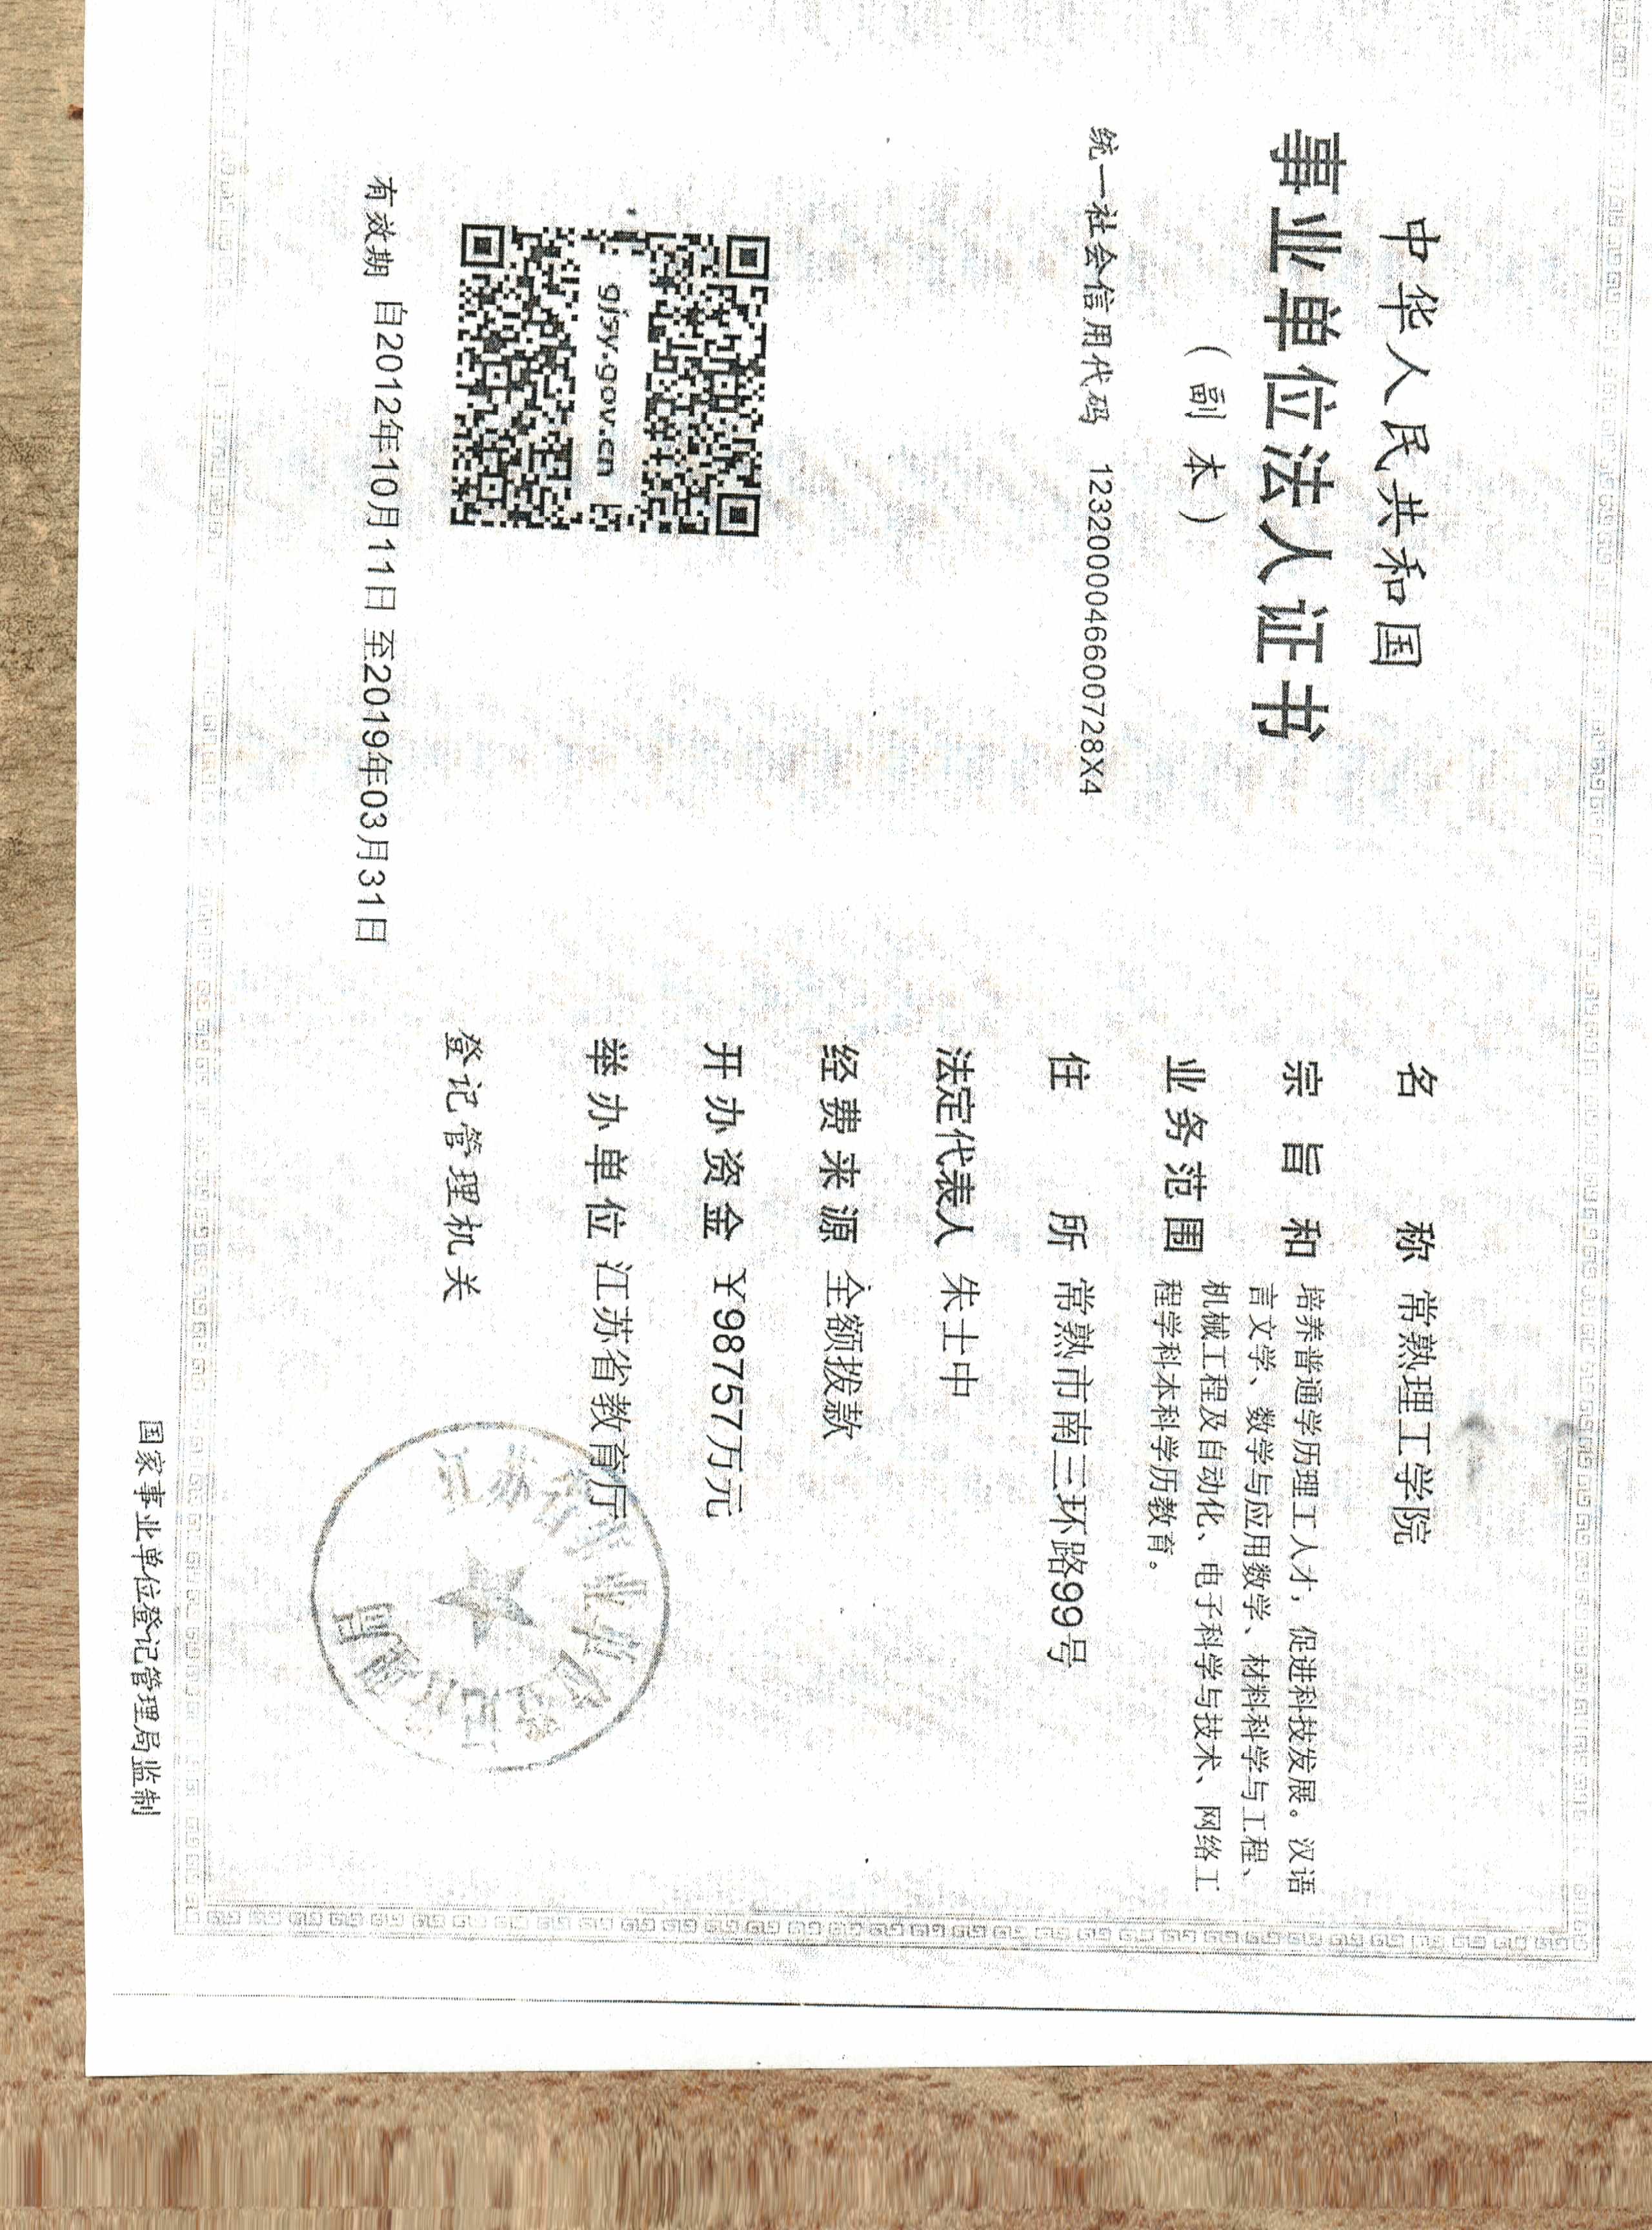 中华人民共和国
事业单位法人证书
(副本)
统一社会信用代码 1232000046600728X4
gjsy.gov.cn
有效期 自2012年10月11日 至2019年03月31日
名称 常熟理工学院
宗旨和业务范围 培养普通学历理工人才，促进科技发展。汉语
言文学、数学与应用数学、材料科学与工程、
机械工程及自动化、电子科学与技术、网络工
程学科本科学历教育。
住所 常熟市南三环路99号
法定代表人 朱士中
经费来源 全额拨款
开办资金 ￥98757万元
举办单位 江苏省教育厅
登记管理机关
江苏省事业单位登记管理局
国家事业单位登记管理局监制